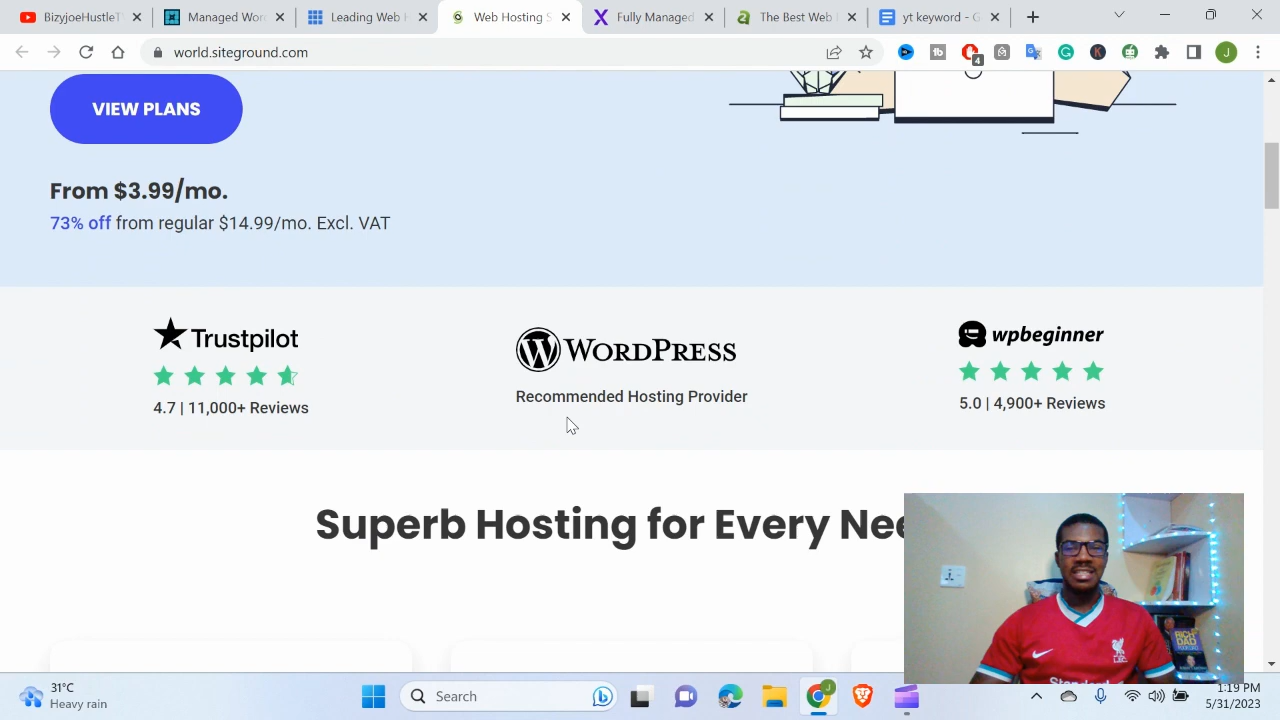 BizyjoeHustleT
Managed Wor
Leading Web H
Web Hosting S
Fully Managed
The Best Web
yt keyword - G
world.siteground.com
4
J
VIEW PLANS
From $3.99/mo.
73% off from regular $14.99/mo. Excl. VAT
Trustpilot
WORDPRESS
wpbeginner
Recommended Hosting Provider
4.7 | 11,000+ Reviews
5.0 | 4,900+ Reviews
Superb Hosting for Every Nee
RICH DAD
31°C
Heavy rain
Search
1:19 PM
5/31/2023